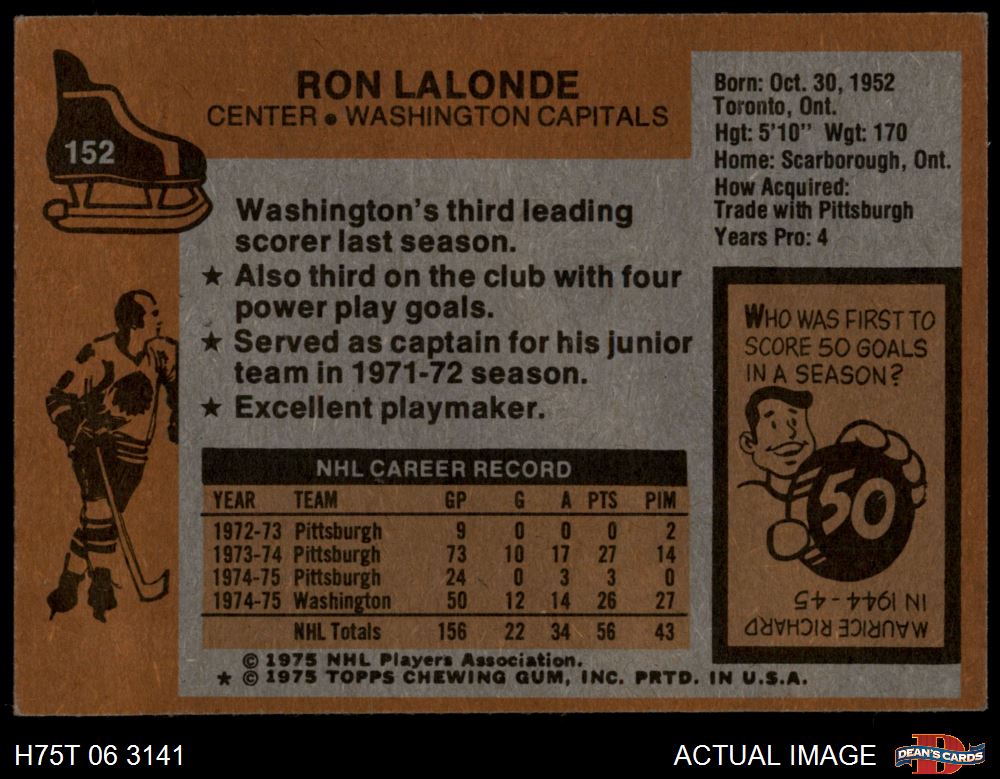 RON LALONDE
CENTER • WASHINGTON CAPITALS
152
Born: Oct. 30, 1952
Toronto, Ont.
Hgt: 5'10" Wgt: 170
Home: Scarborough, Ont.
How Acquired:
Trade with Pittsburgh
Years Pro: 4
Washington's third leading
scorer last season.
★ Also third on the club with four
power play goals.
★ Served as captain for his junior
team in 1971-72 season.
★ Excellent playmaker.
WHO WAS FIRST TO
SCORE 50 GOALS
IN A SEASON?
50
MAURICE RICHARD
IN 1944-45
NHL CAREER RECORD
YEAR TEAM GP G A PTS PIM
1972-73 Pittsburgh 9 0 0 0 2
1973-74 Pittsburgh 73 10 17 27 14
1974-75 Pittsburgh 24 0 3 3 0
1974-75 Washington 50 12 14 26 27
NHL Totals 156 22 34 56 43
© 1975 NHL Players Association.
★ © 1975 TOPPS CHEWING GUM, INC. PRTD. IN U.S.A.
H75T 06 3141
ACTUAL IMAGE
D
DEAN'S CARDS